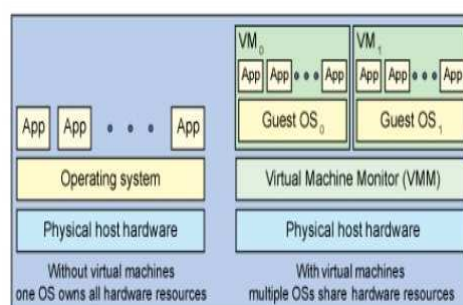 VM0 VM1
App App App App App App
Guest OS0 Guest OS1
App App App
Operating system
Virtual Machine Monitor (VMM)
Physical host hardware
Physical host hardware
Without virtual machines
one OS owns all hardware resources
With virtual machines
multiple OSs share hardware resources